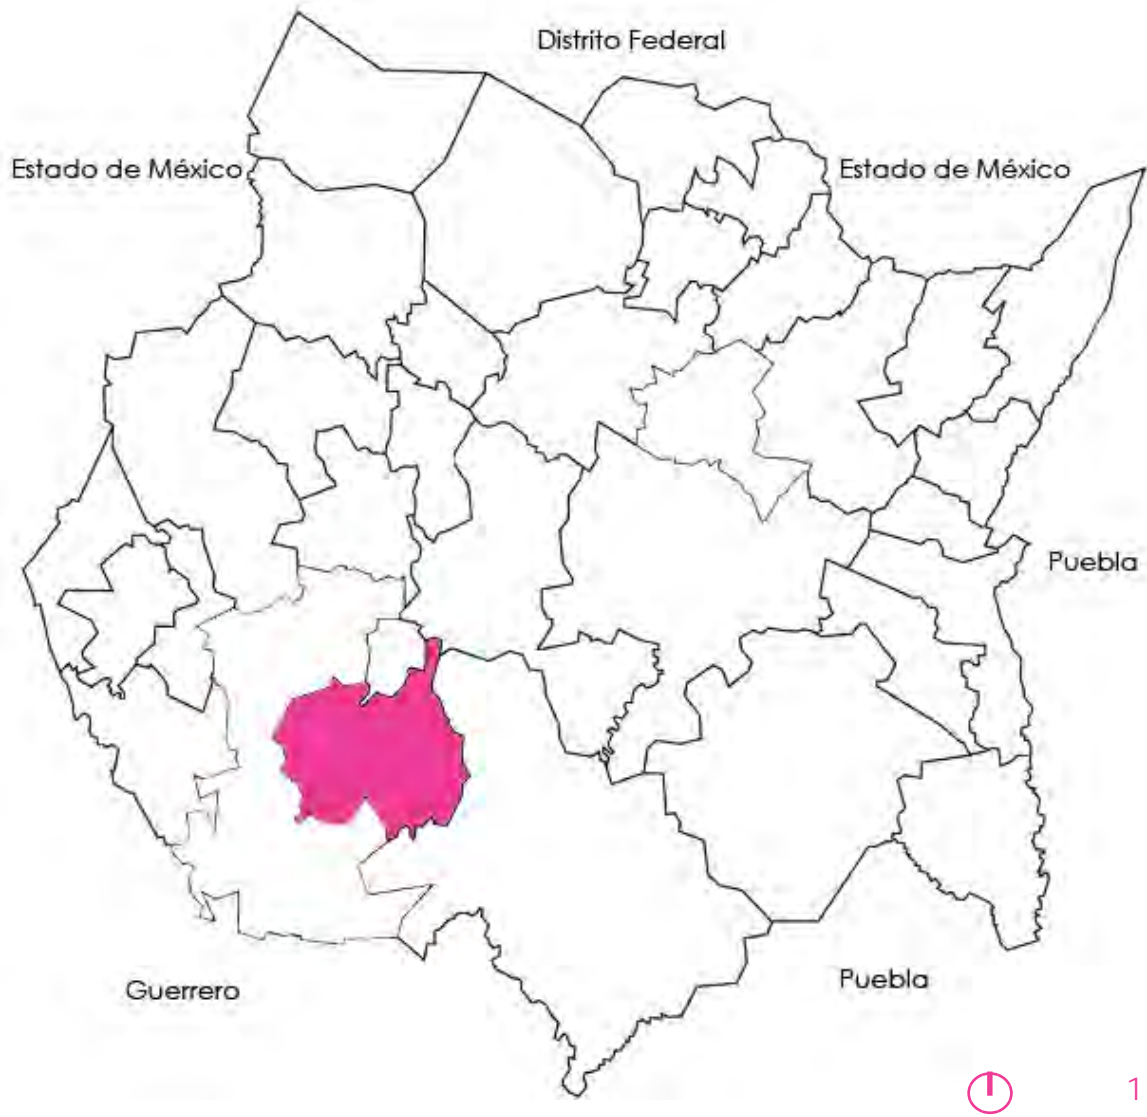 Distrito Federal
Estado de México
Estado de México
Puebla
Puebla
Guerrero
1